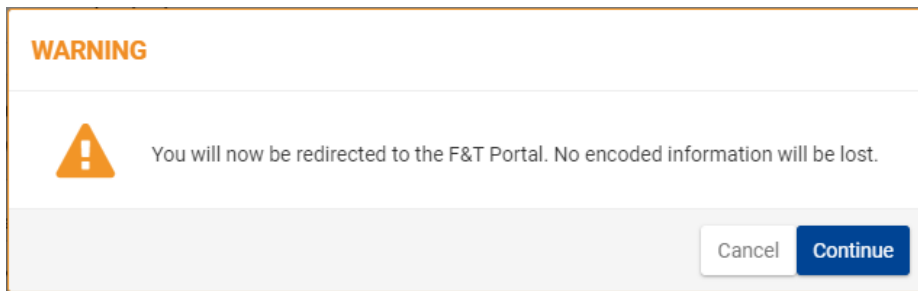 WARNING
You will now be redirected to the F&T Portal. No encoded information will be lost.
Cancel
Continue